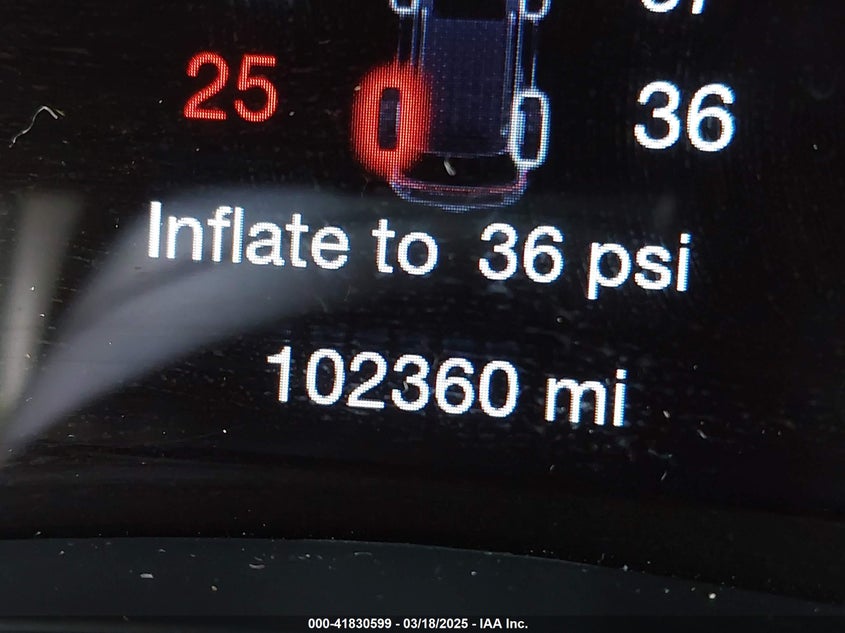 25 36
Inflate to 36 psi
102360 mi
000-41830599 - 03/18/2025 - IAA Inc.